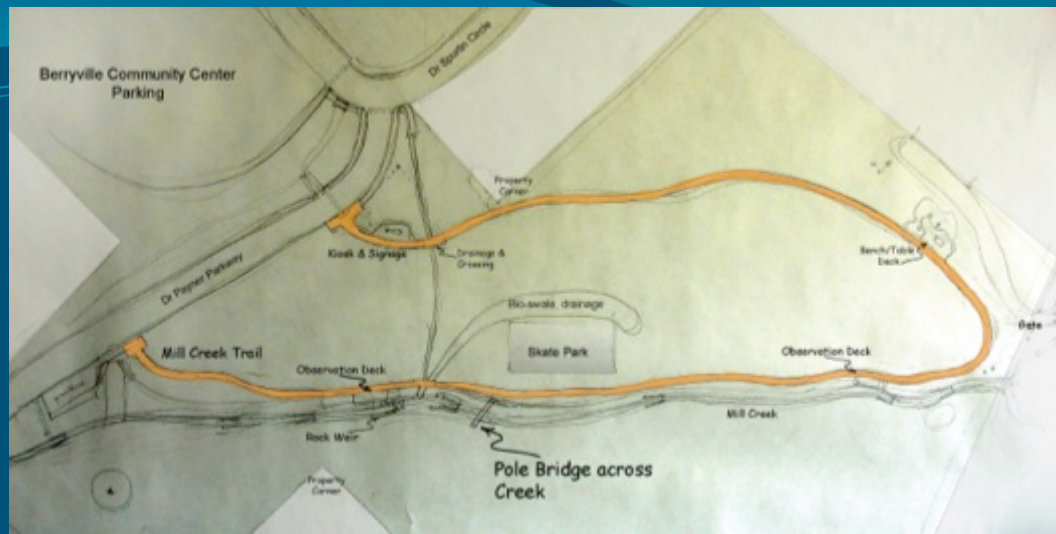 Berryville Community Center
Parking
Dr Spurlin Circle
Property
Corner
Kiosk & Signage
Drainage &
Crossing
Bench/Table
Deck
Dr Payner Parkway
Bio-swale, drainage
Gate
Mill Creek Trail
Skate Park
Observation Deck
Observation Deck
Mill Creek
Rock Weir
Pole Bridge across
Creek
Property
Corner